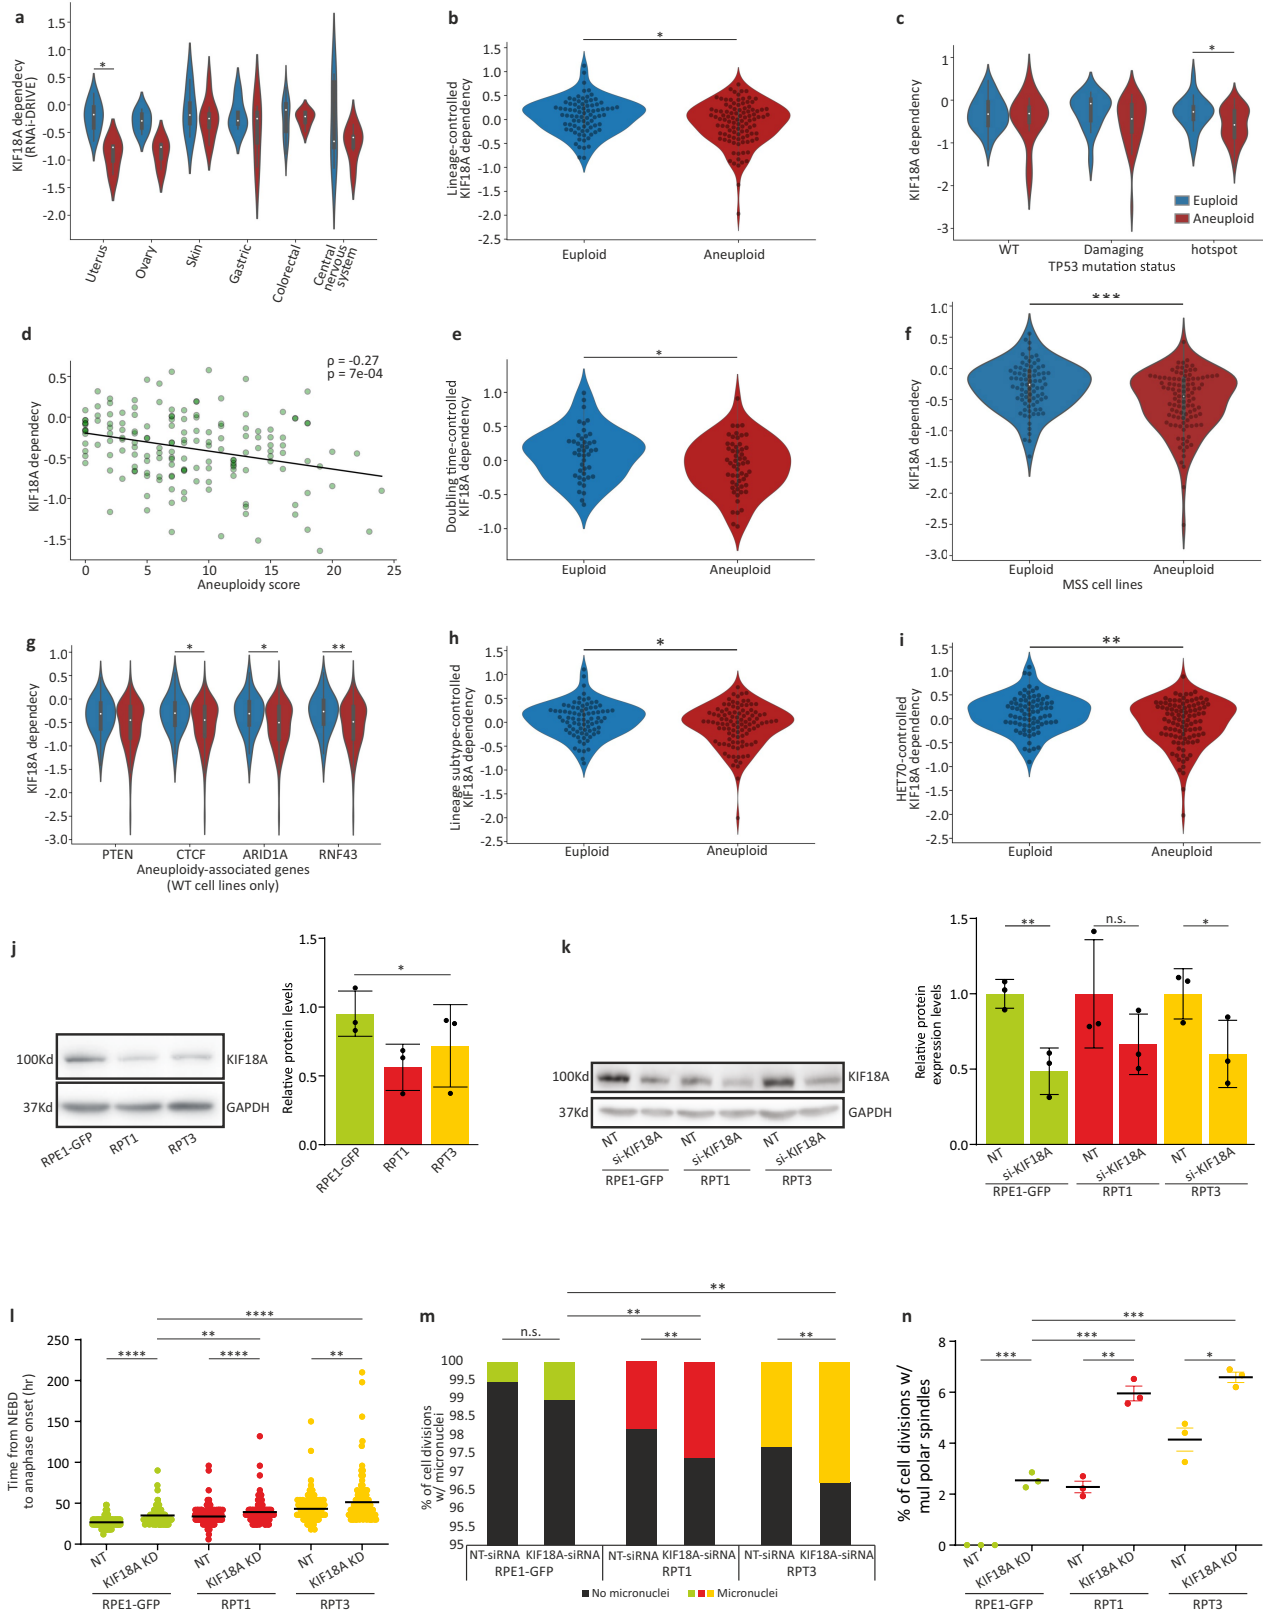 a
KIF18A dependency
(RNAi-DRIVE)
1.5
1.0
0.5
0.0
-0.5
-1.0
-1.5
-2.0
*
Uterus
Ovary
Skin
Gastric
Colorectal
Central
nervous
system
b
Lineage-controlled
KIF18A dependency
1.5
1.0
0.5
0.0
-0.5
-1.0
-1.5
-2.0
-2.5
*
Euploid
Aneuploid
c
KIF18A dependency
1
0
-1
-2
-3
*
Euploid
Aneuploid
WT
Damaging
hotspot
TP53 mutation status
d
KIF18A dependecy
0.5
0.0
-0.5
-1.0
-1.5
ρ = -0.27
p = 7e-04
0
5
10
15
20
25
Aneuploidy score
e
Doubling time-controlled
KIF18A dependency
1.5
1.0
0.5
0.0
-0.5
-1.0
*
Euploid
Aneuploid
f
KIF18A dependency
1.0
0.5
0.0
-0.5
-1.0
-1.5
-2.0
-2.5
-3.0
***
Euploid
Aneuploid
MSS cell lines
g
KIF18A dependency
1.0
0.5
0.0
-0.5
-1.0
-1.5
-2.0
-2.5
-3.0
*
*
**
PTEN
CTCF
ARID1A
RNF43
Aneuploidy-associated genes
(WT cell lines only)
h
Lineage subtype-controlled
KIF18A dependency
1.5
1.0
0.5
0.0
-0.5
-1.0
-1.5
-2.0
-2.5
*
Euploid
Aneuploid
i
HET70-controlled
KIF18A dependency
1.5
1.0
0.5
0.0
-0.5
-1.0
-1.5
-2.0
-2.5
**
Euploid
Aneuploid
j
100Kd
KIF18A
37Kd
GAPDH
RPE1-GFP
RPT1
RPT3
Relative protein levels
1.5
1.0
0.5
0.0
*
RPE1-GFP
RPT1
RPT3
k
100Kd
KIF18A
37Kd
GAPDH
NT
si-KIF18A
NT
si-KIF18A
NT
si-KIF18A
RPE1-GFP
RPT1
RPT3
Relative protein
expression levels
1.5
1.0
0.5
0.0
**
n.s.
*
NT
si-KIF18A
NT
si-KIF18A
NT
si-KIF18A
RPE1-GFP
RPT1
RPT3
l
Time from NEBD
to anaphase onset (hr)
250
200
150
100
50
0
****
**
****
****
**
NT
KIF18A KD
NT
KIF18A KD
NT
KIF18A KD
RPE1-GFP
RPT1
RPT3
m
% of cell divisions
w/ micronuclei
100
99.5
99
98.5
98
97.5
97
96.5
96
95.5
95
**
**
n.s.
**
**
NT-siRNA
KIF18A-siRNA
NT-siRNA
KIF18A-siRNA
NT-siRNA
KIF18A-siRNA
RPE1-GFP
RPT1
RPT3
No micronuclei
Micronuclei
n
% of cell divisions w/
mul polar spindles
8
6
4
2
0
***
***
***
**
*
NT
KIF18A KD
NT
KIF18A KD
NT
KIF18A KD
RPE1-GFP
RPT1
RPT3